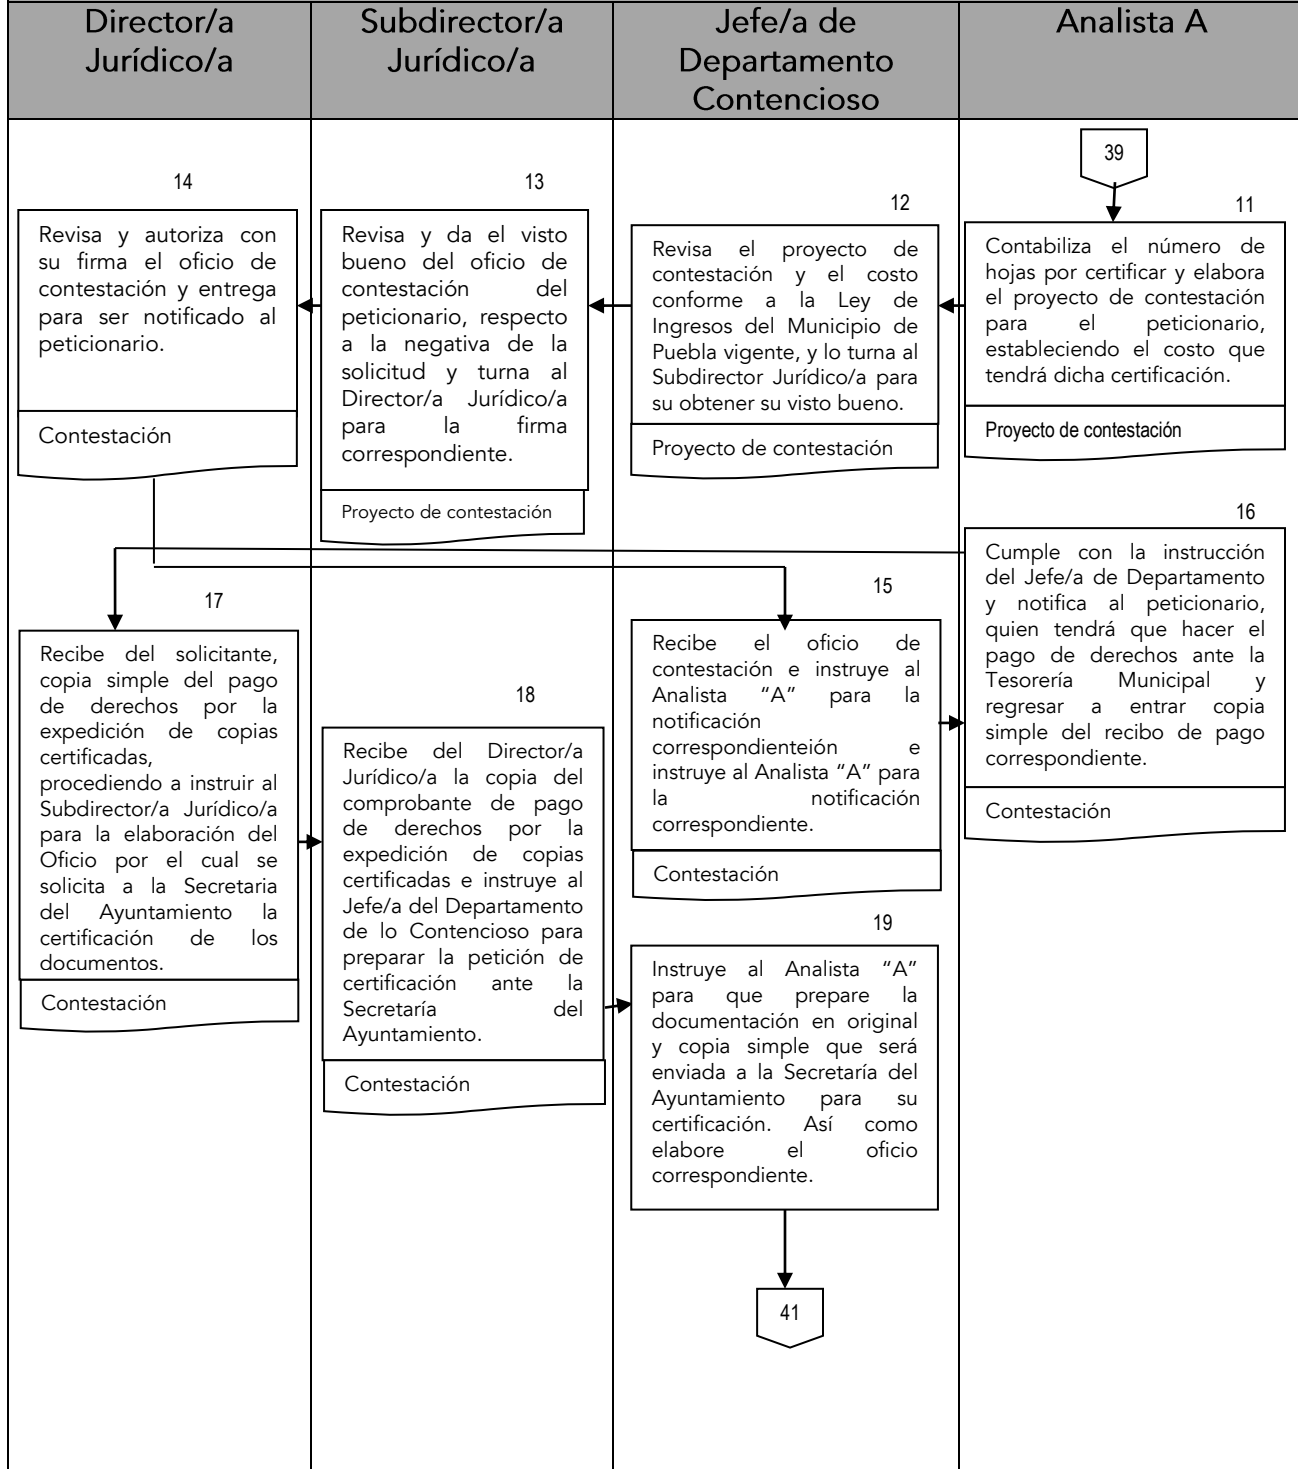 Director/a
Jurídico/a
Subdirector/a
Jurídico/a
Jefe/a de
Departamento
Contencioso
Analista A
39
11
Contabiliza el número de
hojas por certificar y elabora
el proyecto de contestación
para el peticionario,
estableciendo el costo que
tendrá dicha certificación.
Proyecto de contestación
12
Revisa el proyecto de
contestación y el costo
conforme a la Ley de
Ingresos del Municipio de
Puebla vigente, y lo turna al
Subdirector Jurídico/a para
su obtener su visto bueno.
Proyecto de contestación
13
Revisa y da el visto
bueno del oficio de
contestación del
peticionario, respecto
a la negativa de la
solicitud y turna al
Director/a Jurídico/a
para la firma
correspondiente.
Proyecto de contestación
14
Revisa y autoriza con
su firma el oficio de
contestación y entrega
para ser notificado al
peticionario.
Contestación
15
Recibe el oficio de
contestación e instruye al
Analista “A” para la
notificación
correspondienteión e
instruye al Analista “A” para
la notificación
correspondiente.
Contestación
16
Cumple con la instrucción
del Jefe/a de Departamento
y notifica al peticionario,
quien tendrá que hacer el
pago de derechos ante la
Tesorería Municipal y
regresar a entrar copia
simple del recibo de pago
correspondiente.
Contestación
17
Recibe del solicitante,
copia simple del pago
de derechos por la
expedición de copias
certificadas,
procediendo a instruir al
Subdirector/a Jurídico/a
para la elaboración del
Oficio por el cual se
solicita a la Secretaria
del Ayuntamiento la
certificación de los
documentos.
Contestación
18
Recibe del Director/a
Jurídico/a la copia del
comprobante de pago
de derechos por la
expedición de copias
certificadas e instruye al
Jefe/a del Departamento
de lo Contencioso para
preparar la petición de
certificación ante la
Secretaría del
Ayuntamiento.
Contestación
19
Instruye al Analista “A”
para que prepare la
documentación en original
y copia simple que será
enviada a la Secretaría del
Ayuntamiento para su
certificación. Así como
elabore el oficio
correspondiente.
41